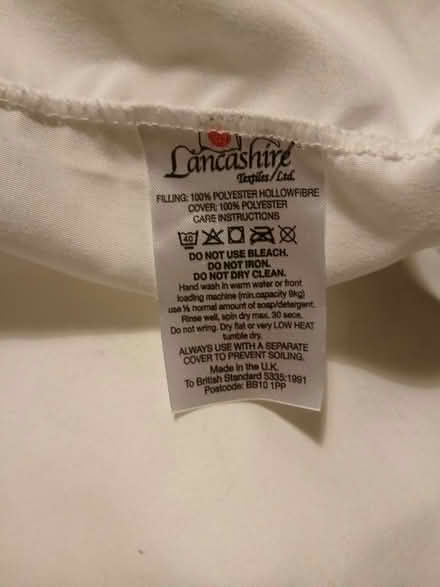 Lancashire
Textiles Ltd.
FILLING: 100% POLYESTER HOLLOWFIBRE
COVER: 100% POLYESTER
CARE INSTRUCTIONS
40
DO NOT USE BLEACH.
DO NOT IRON.
DO NOT DRY CLEAN.
Hand wash in warm water or front
loading machine (min.capacity 9kg)
use ½ normal amount of soap/detergent.
Rinse well, spin dry max. 30 secs.
Do not wring. Dry flat or very LOW HEAT
tumble dry.
ALWAYS USE WITH A SEPARATE
COVER TO PREVENT SOILING.
Made in the U.K.
To British Standard 5335:1991
Postcode: BB10 1PP